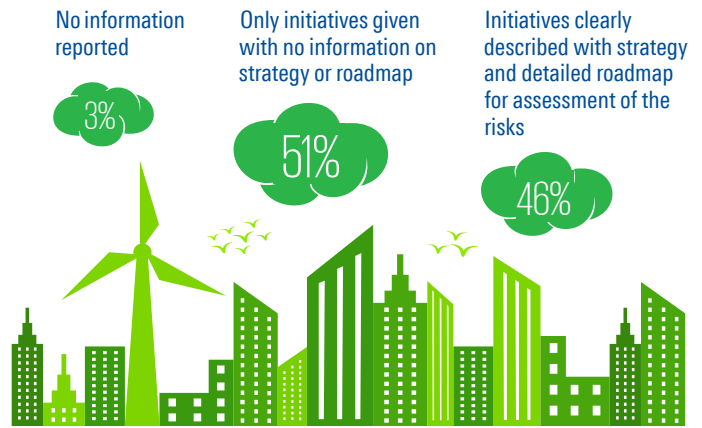 No information
reported
3%
Only initiatives given
with no information on
strategy or roadmap
51%
Initiatives clearly
described with strategy
and detailed roadmap
for assessment of the
risks
46%